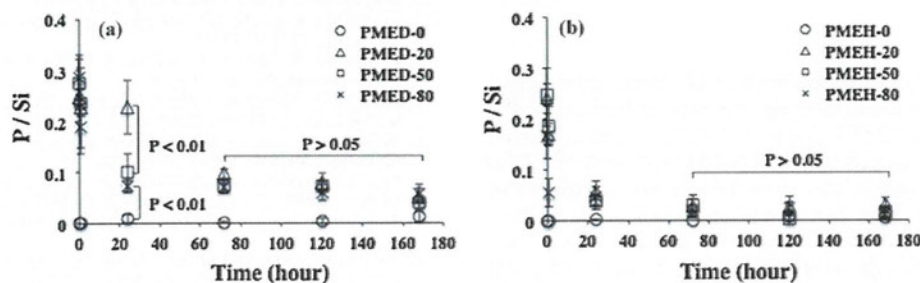 (a)
PMED-0
PMED-20
PMED-50
PMED-80
P / Si
0.4
0.3
0.2
0.1
0
P < 0.01
P < 0.01
P > 0.05
0 20 40 60 80 100 120 140 160 180
Time (hour)
(b)
PMEH-0
PMEH-20
PMEH-50
PMEH-80
P / Si
0.4
0.3
0.2
0.1
0
P > 0.05
0 20 40 60 80 100 120 140 160 180
Time (hour)